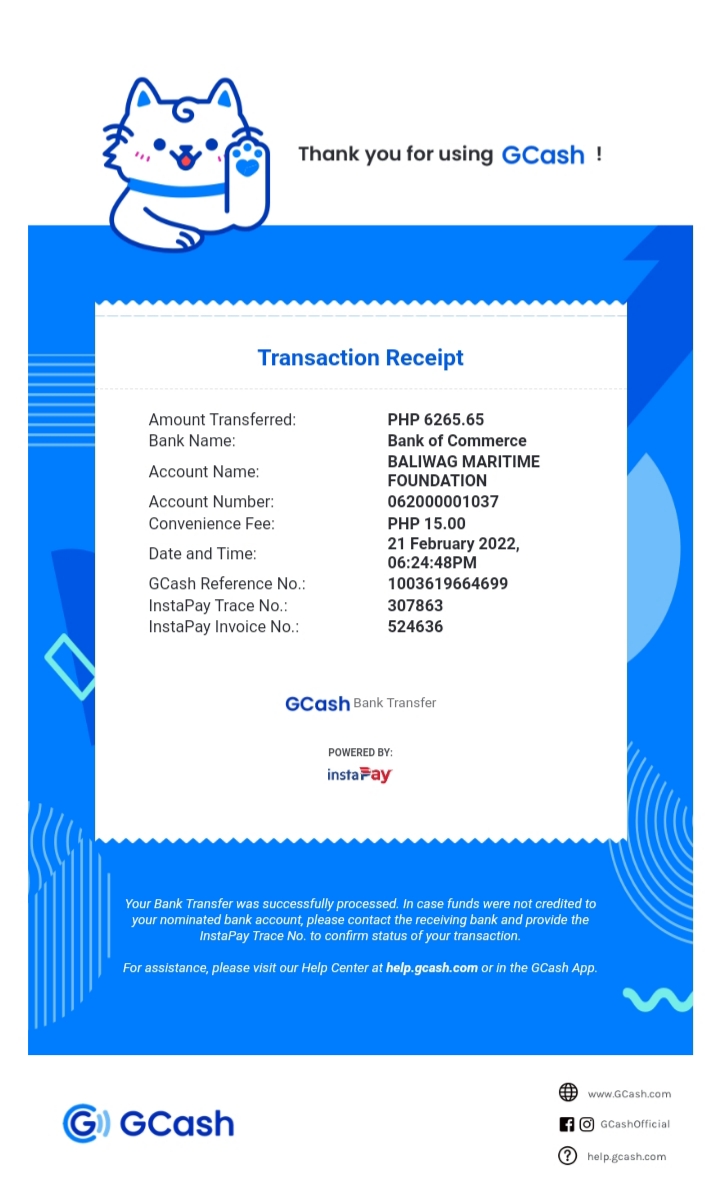 Thank you for using GCash !
Transaction Receipt
Amount Transferred: PHP 6265.65
Bank Name: Bank of Commerce
Account Name: BALIWAG MARITIME
FOUNDATION
Account Number: 062000001037
Convenience Fee: PHP 15.00
Date and Time: 21 February 2022,
06:24:48PM
GCash Reference No.: 1003619664699
InstaPay Trace No.: 307863
InstaPay Invoice No.: 524636
GCash Bank Transfer
POWERED BY:
instaPay
Your Bank Transfer was successfully processed. In case funds were not credited to
your nominated bank account, please contact the receiving bank and provide the
InstaPay Trace No. to confirm status of your transaction.
For assistance, please visit our Help Center at help.gcash.com or in the GCash App.
GCash
www.GCash.com
GCashOfficial
help.gcash.com